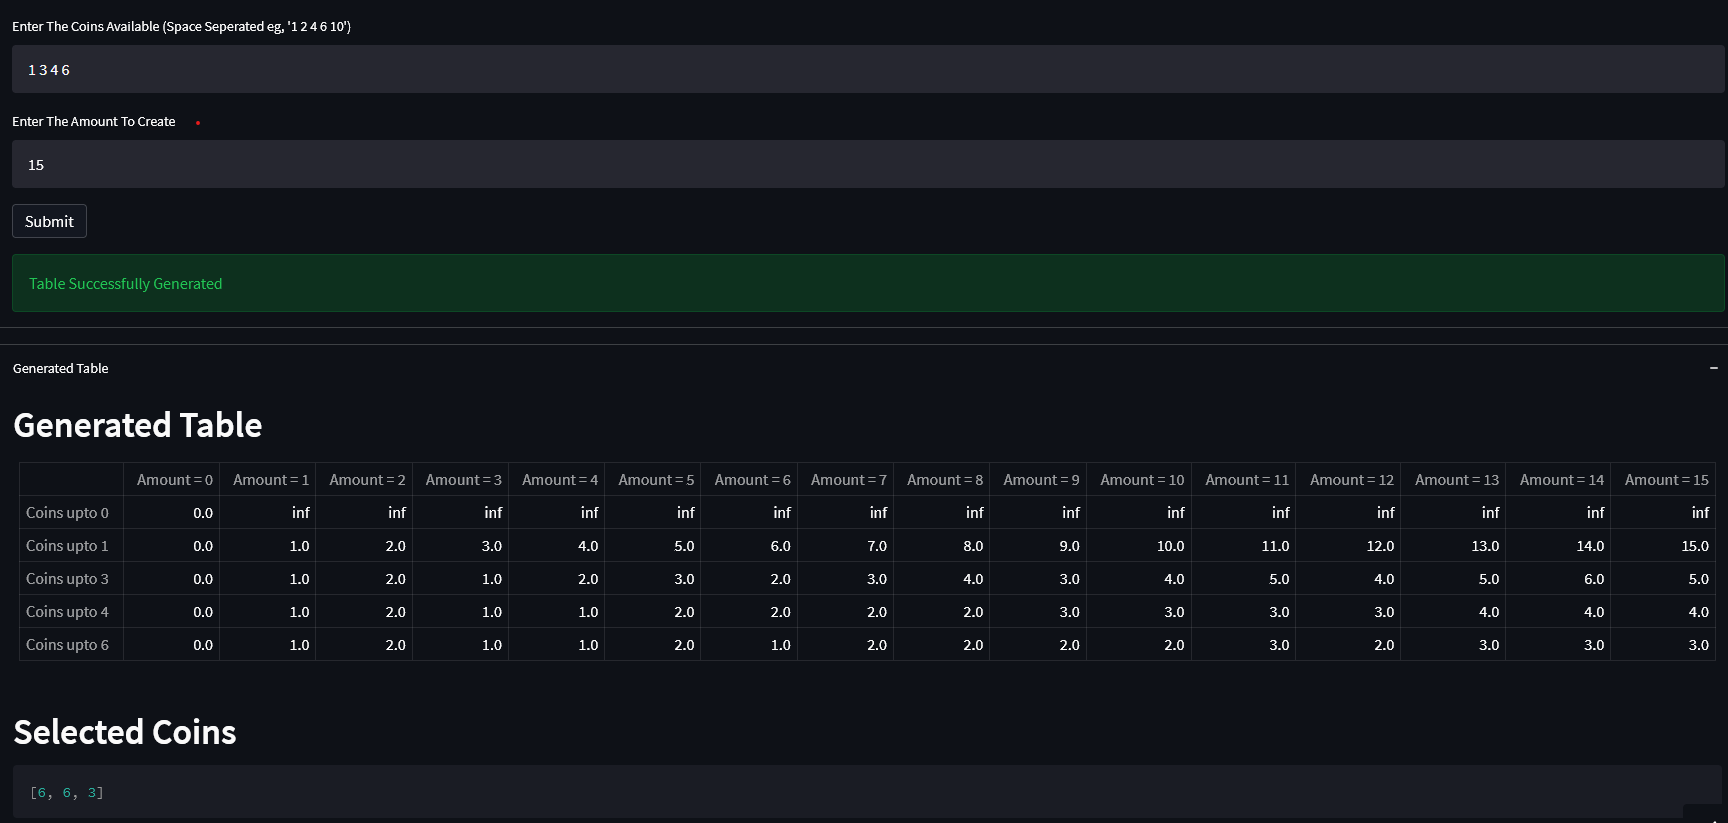 Enter The Coins Available (Space Seperated eg, '1 2 4 6 10')
1 3 4 6
Enter The Amount To Create
15
Submit
Table Successfully Generated
Generated Table
Generated Table
Amount = 0 Amount = 1 Amount = 2 Amount = 3 Amount = 4 Amount = 5 Amount = 6 Amount = 7 Amount = 8 Amount = 9 Amount = 10 Amount = 11 Amount = 12 Amount = 13 Amount = 14 Amount = 15
Coins upto 0 0.0 inf inf inf inf inf inf inf inf inf inf inf inf inf inf inf
Coins upto 1 0.0 1.0 2.0 3.0 4.0 5.0 6.0 7.0 8.0 9.0 10.0 11.0 12.0 13.0 14.0 15.0
Coins upto 3 0.0 1.0 2.0 1.0 2.0 3.0 2.0 3.0 4.0 3.0 4.0 5.0 4.0 5.0 6.0 5.0
Coins upto 4 0.0 1.0 2.0 1.0 1.0 2.0 2.0 2.0 2.0 3.0 3.0 3.0 3.0 4.0 4.0 4.0
Coins upto 6 0.0 1.0 2.0 1.0 1.0 2.0 1.0 2.0 2.0 2.0 2.0 3.0 2.0 3.0 3.0 3.0
Selected Coins
[6, 6, 3]